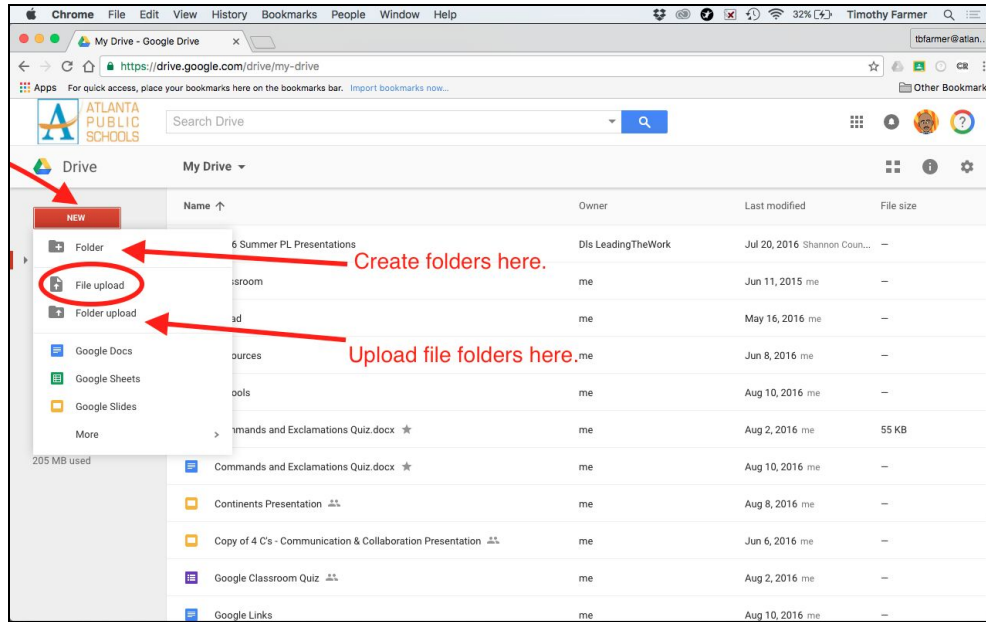 Chrome File Edit View History Bookmarks People Window Help 32% Timothy Farmer
My Drive - Google Drive tbfarmer@atlan...
https://drive.google.com/drive/my-drive CR
Apps For quick access, place your bookmarks here on the bookmarks bar. Import bookmarks now... Other Bookmark
ATLANTA
PUBLIC
SCHOOLS
Search Drive
Drive My Drive
NEW Name Owner Last modified File size
Folder 6 Summer PL Presentations DIs LeadingTheWork Jul 20, 2016 Shannon Coun... –
Create folders here.
File upload ssroom me Jun 11, 2015 me –
Folder upload ad me May 16, 2016 me –
Upload file folders here.
Google Docs ources me Jun 8, 2016 me –
Google Sheets
ools me Aug 10, 2016 me –
Google Slides
More mmands and Exclamations Quiz.docx me Aug 2, 2016 me 55 KB
205 MB used Commands and Exclamations Quiz.docx me Aug 10, 2016 me –
Continents Presentation me Aug 8, 2016 me –
Copy of 4 C's - Communication & Collaboration Presentation me Jun 6, 2016 me –
Google Classroom Quiz me Aug 2, 2016 me –
Google Links me Aug 10, 2016 me –